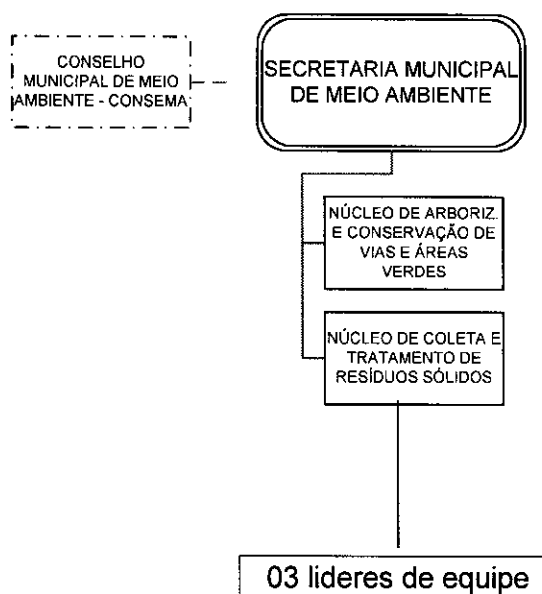 CONSELHO
MUNICIPAL DE MEIO
AMBIENTE - CONSEMA
SECRETARIA MUNICIPAL
DE MEIO AMBIENTE
NÚCLEO DE ARBORIZ.
E CONSERVAÇÃO DE
VIAS E ÁREAS
VERDES
NÚCLEO DE COLETA E
TRATAMENTO DE
RESÍDUOS SÓLIDOS
03 lideres de equipe